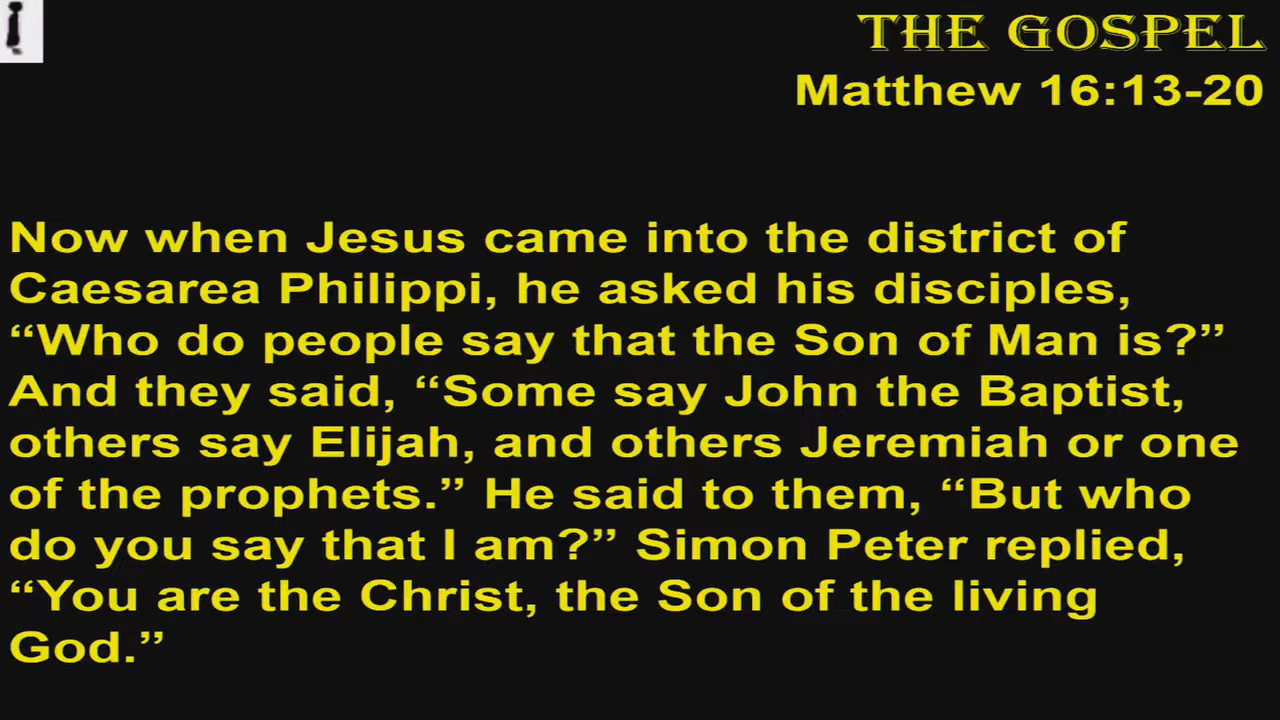 THE GOSPEL
Matthew 16:13-20
Now when Jesus came into the district of
Caesarea Philippi, he asked his disciples,
“Who do people say that the Son of Man is?”
And they said, “Some say John the Baptist,
others say Elijah, and others Jeremiah or one
of the prophets.” He said to them, “But who
do you say that I am?” Simon Peter replied,
“You are the Christ, the Son of the living
God.”